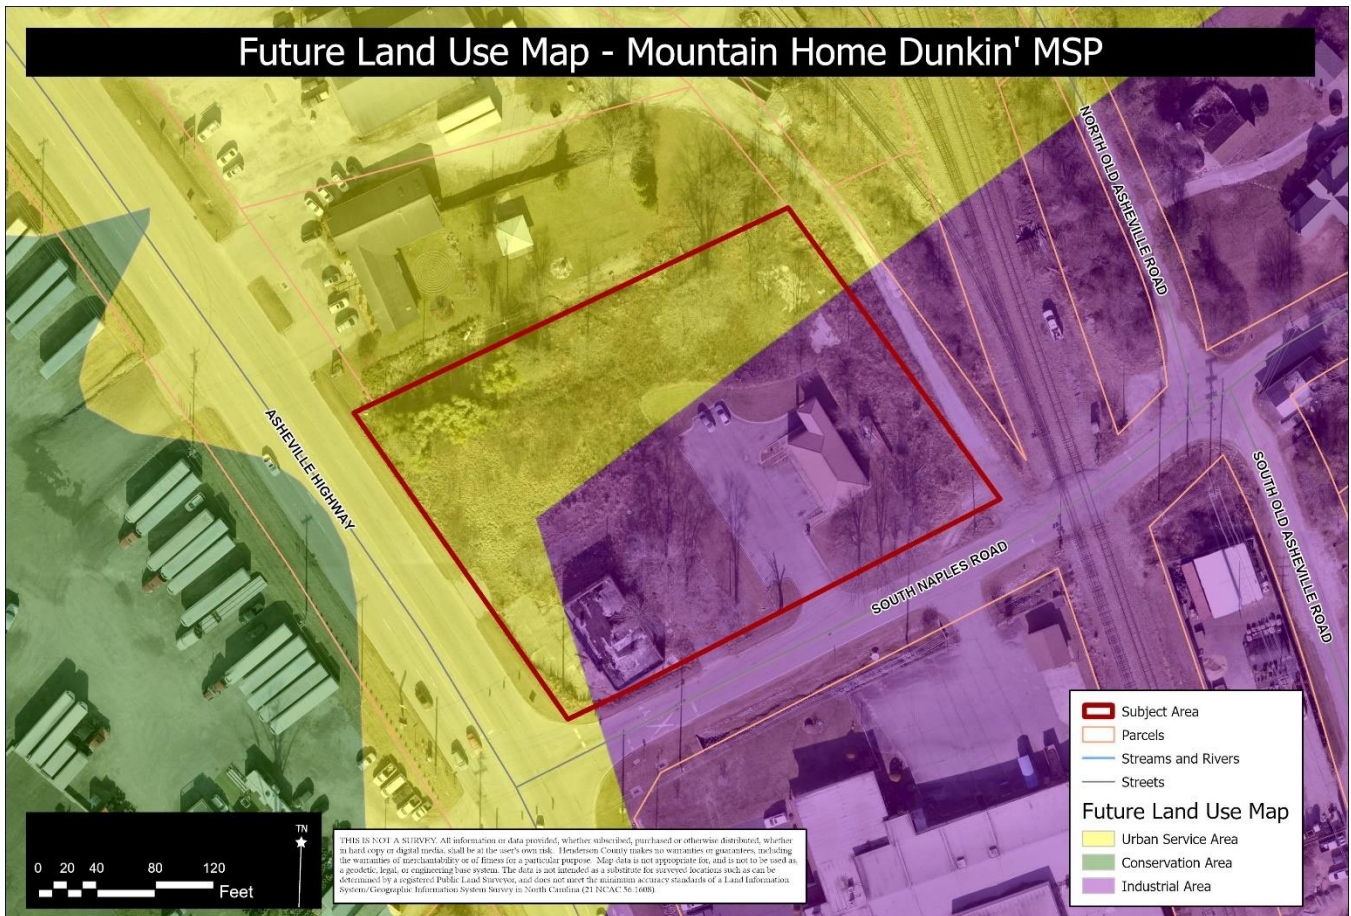 Future Land Use Map - Mountain Home Dunkin' MSP
NORTH OLD ASHEVILLE ROAD
ASHEVILLE HIGHWAY
SOUTH NAPLES ROAD
SOUTH OLD ASHEVILLE ROAD
Subject Area
Parcels
Streams and Rivers
Streets
Future Land Use Map
Urban Service Area
Conservation Area
Industrial Area
TN
0 20 40 80 120
Feet
THIS IS NOT A SURVEY. All information or data provided, whether subscribed, purchased or otherwise distributed, whether
in hard copy or digital media, shall be at the user's own risk. Henderson County makes no warranties or guarantees, including
the warranties of merchantability or of fitness for a particular purpose. Map data is not appropriate for, and is not to be used as,
a geodetic, legal, or engineering base system. The data is not intended as a substitute for surveyed locations such as can be
determined by a registered Public Land Surveyor, and does not meet the minimum accuracy standards of a Land Information
System/Geographic Information System Survey in North Carolina (21 NCAC 56.1608).